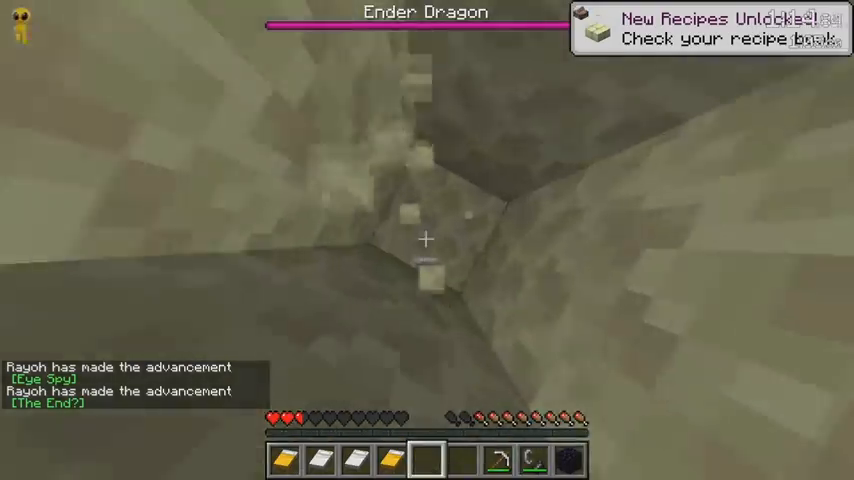 Ender Dragon
New Recipes Unlocked!
Check your recipe book
Rayoh has made the advancement
[Eye Spy]
Rayoh has made the advancement
[The End?]